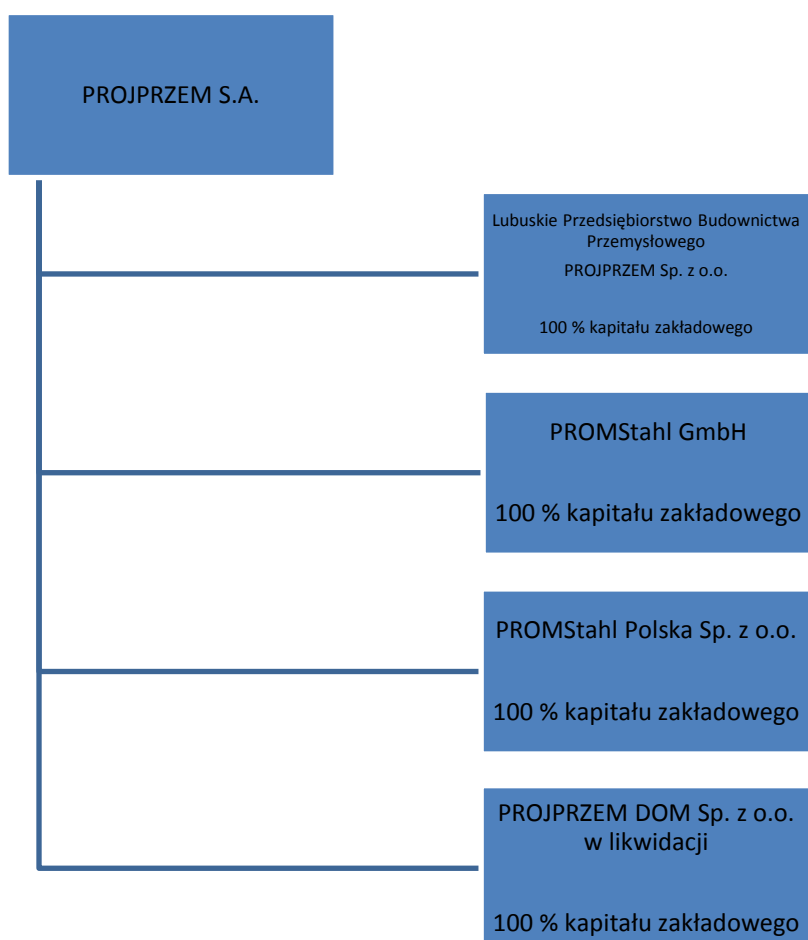 PROJPRZEM S.A.
Lubuskie Przedsiębiorstwo Budownictwa
Przemysłowego
PROJPRZEM Sp. z o.o.
100 % kapitału zakładowego
PROMStahl GmbH
100 % kapitału zakładowego
PROMStahl Polska Sp. z o.o.
100 % kapitału zakładowego
PROJPRZEM DOM Sp. z o.o.
w likwidacji
100 % kapitału zakładowego